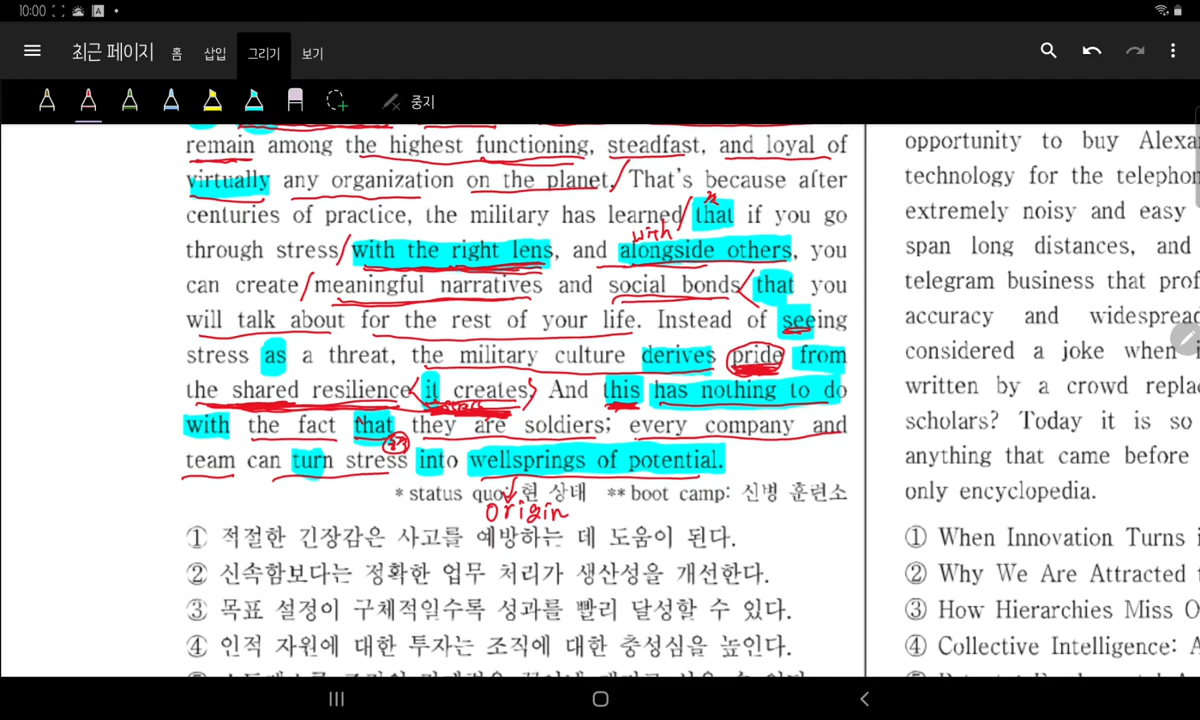 10:00
최근 페이지 홈 삽입 그리기 보기
중지
remain among the highest functioning, steadfast, and loyal of
virtually any organization on the planet. That's because after
centuries of practice, the military has learned that if you go
with
through stress with the right lens, and alongside others, you
can create meaningful narratives and social bonds that you
will talk about for the rest of your life. Instead of seeing
stress as a threat, the military culture derives pride from
the shared resilience it creates. And this has nothing to do
with the fact that they are soldiers; every company and
team can turn stress into wellsprings of potential.
* status quo: 현 상태 ** boot camp: 신병 훈련소
origin
① 적절한 긴장감은 사고를 예방하는 데 도움이 된다.
② 신속함보다는 정확한 업무 처리가 생산성을 개선한다.
③ 목표 설정이 구체적일수록 성과를 빨리 달성할 수 있다.
④ 인적 자원에 대한 투자는 조직에 대한 충성심을 높인다.
opportunity to buy Alexa
technology for the telephon
extremely noisy and easy
span long distances, and
telegram business that prof
accuracy and widespread
considered a joke when i
written by a crowd repla
scholars? Today it is so
anything that came before
only encyclopedia.
① When Innovation Turns i
② Why We Are Attracted t
③ How Hierarchies Miss O
④ Collective Intelligence: A